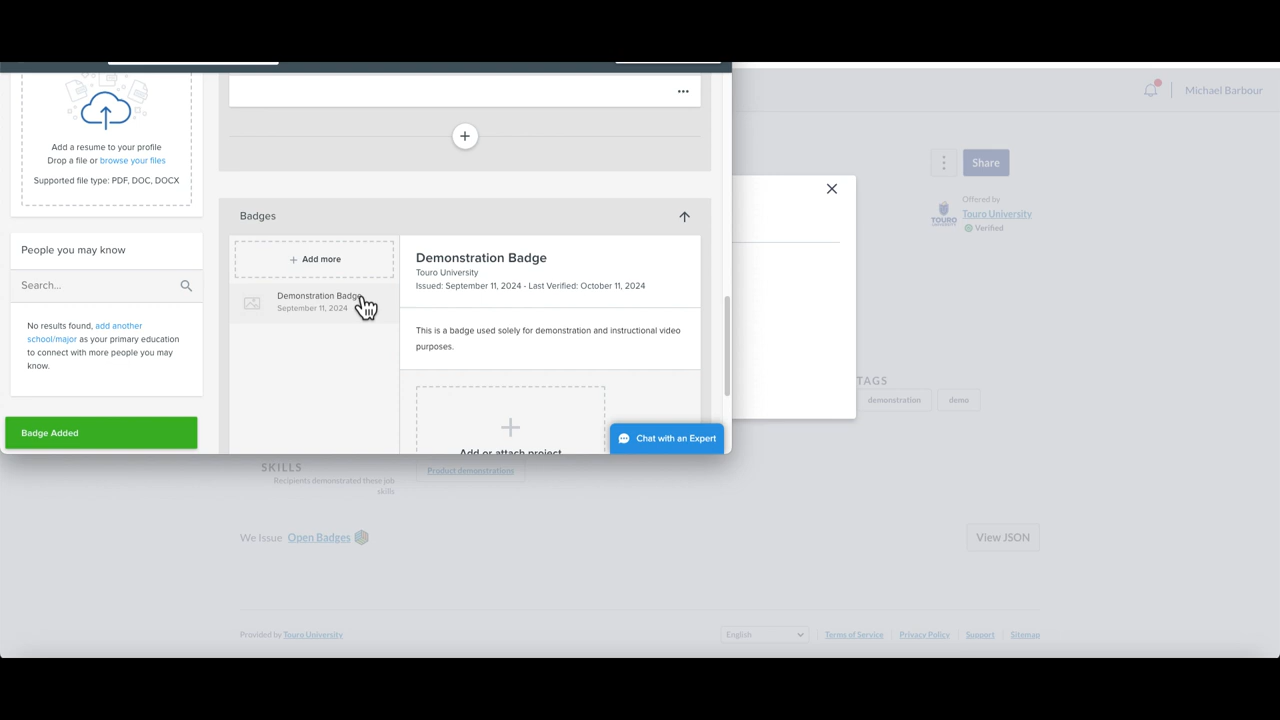 Add a resume to your profile
Drop a file or browse your files
Supported file type: PDF, DOC, DOCX
People you may know
Search...
No results found, add another
school/major as your primary education
to connect with more people you may
know.
Badge Added
Badges
+ Add more
Demonstration Badge
September 11, 2024
Demonstration Badge
Touro University
Issued: September 11, 2024 - Last Verified: October 11, 2024
This is a badge used solely for demonstration and instructional video
purposes.
Add or attach project
Chat with an Expert
Michael Barbour
Share
TOURO
UNIVERSITY
Offered by
Touro University
Verified
TAGS
demonstration
demo
SKILLS
Recipients demonstrated these job
skills
Product demonstrations
We Issue Open Badges
View JSON
Provided by Touro University
English
Terms of Service
Privacy Policy
Support
Sitemap